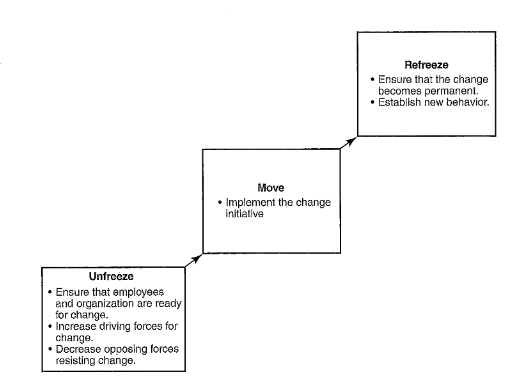 Refreeze
• Ensure that the change
becomes permanent.
• Establish new behavior.
Move
• Implement the change
initiative
Unfreeze
• Ensure that employees
and organization are ready
for change.
• Increase driving forces for
change.
• Decrease opposing forces
resisting change.